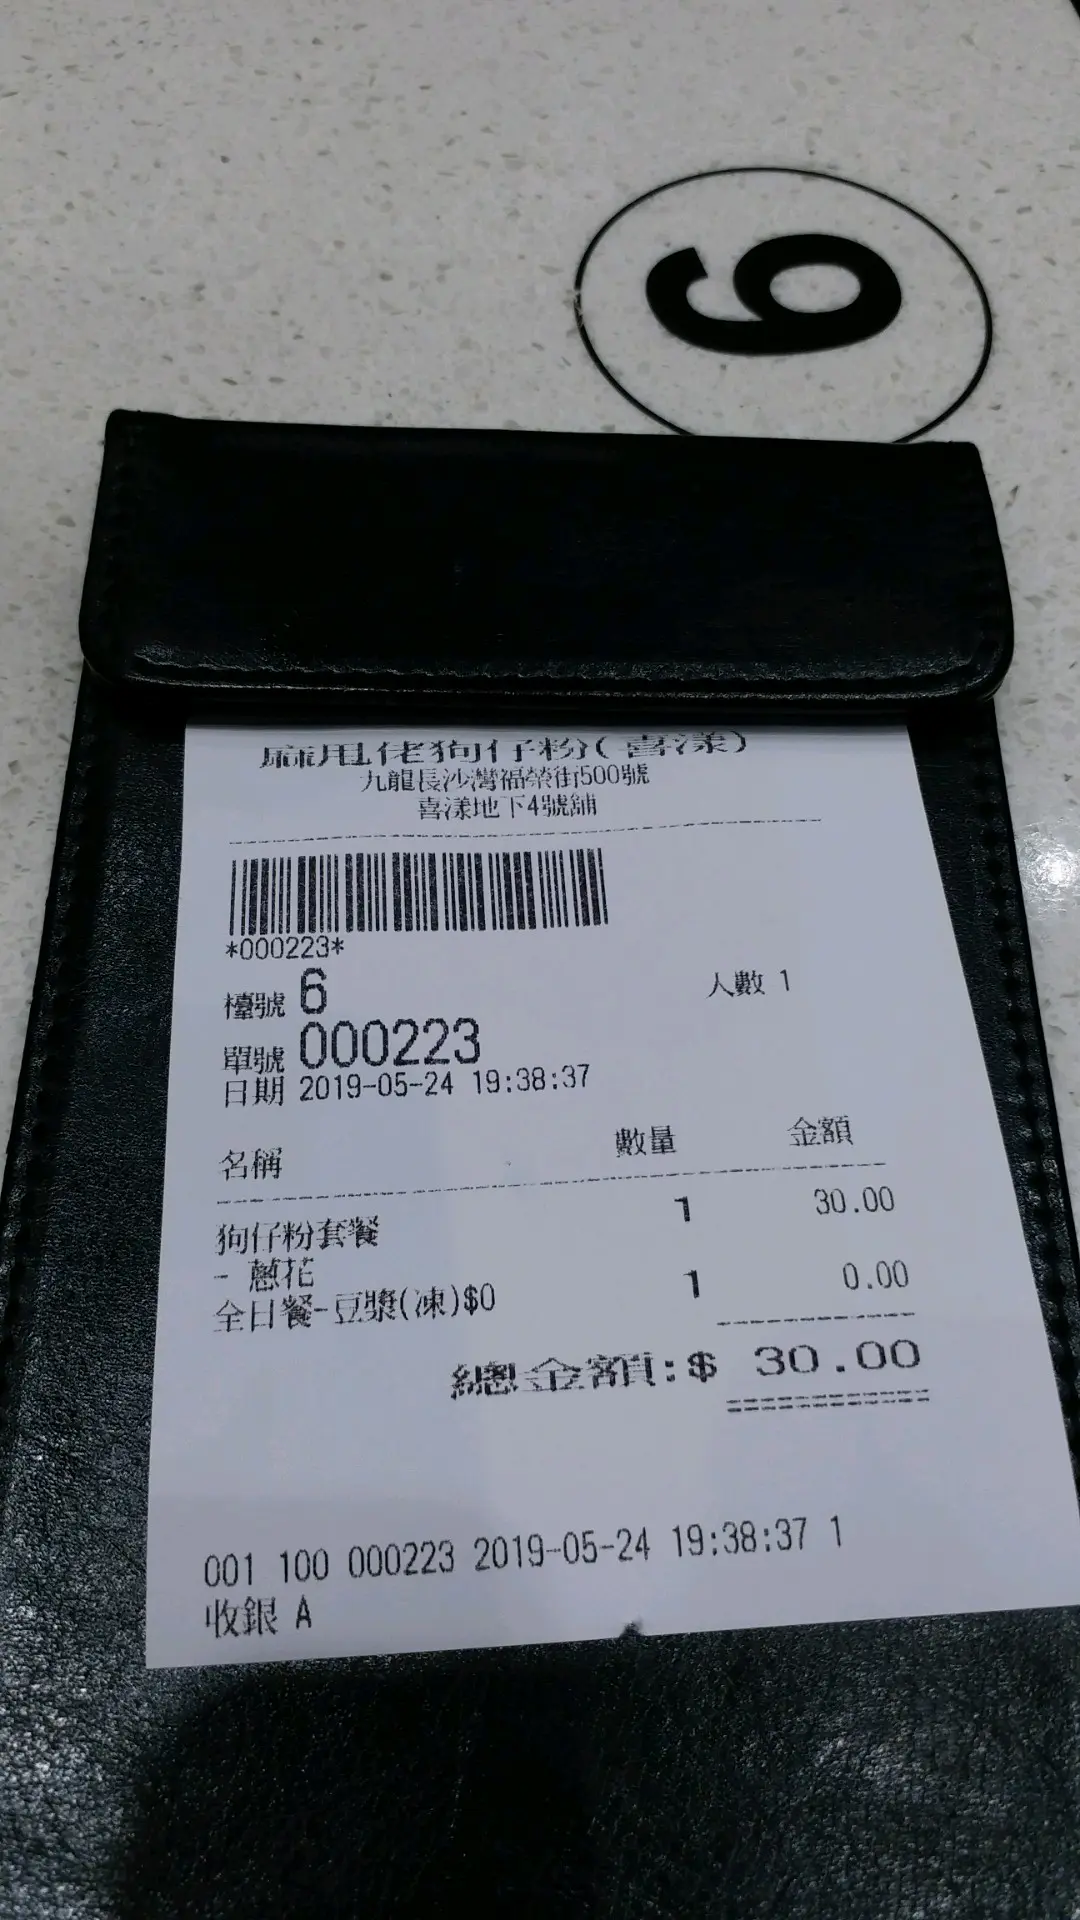 6
麻甩佬狗仔粉(喜漾)
九龍長沙灣福榮街500號
喜漾地下4號舖
*000223*
檯號 6 人數 1
單號 000223
日期 2019-05-24 19:38:37
名稱 數量 金額
狗仔粉套餐 1 30.00
- 蔥花
全日餐-豆漿(凍)$0 1 0.00
總金額:$ 30.00
001 100 000223 2019-05-24 19:38:37 1
收銀 A